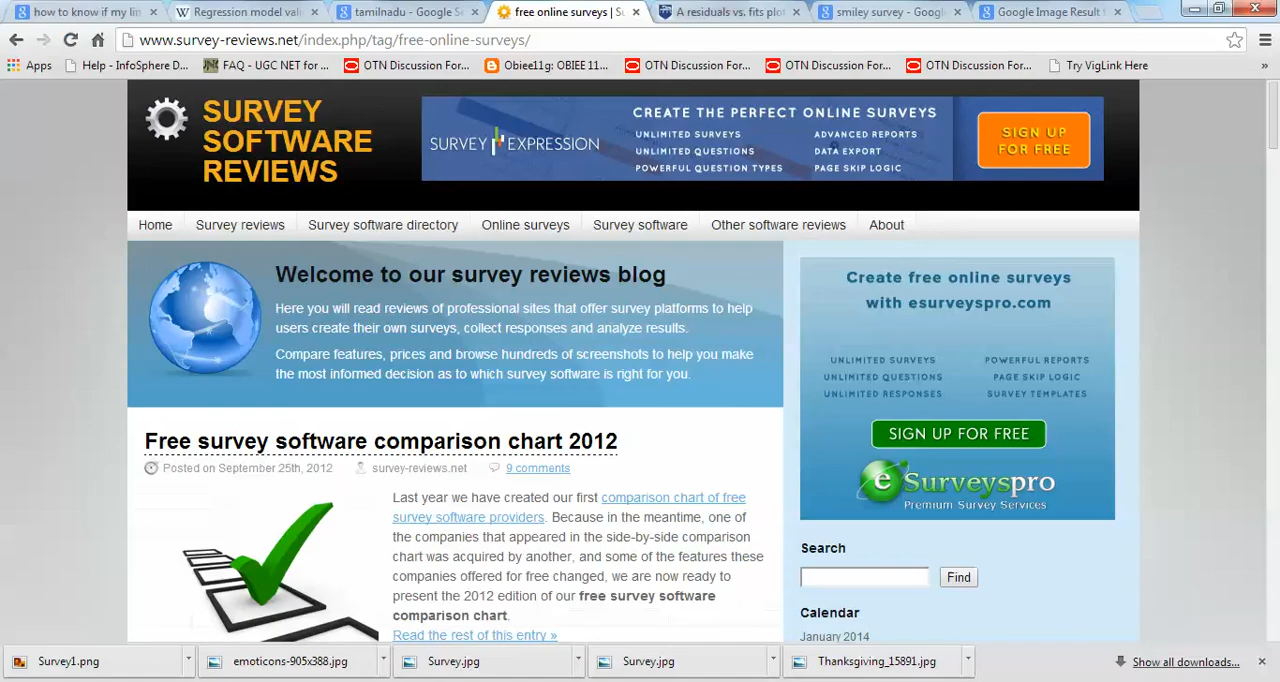 how to know if my lin
Regression model vali
tamilnadu - Google Se
free online surveys | Su
A residuals vs. fits plot
smiley survey - Google
Google Image Result f
www.survey-reviews.net/index.php/tag/free-online-surveys/
Apps
Help - InfoSphere D...
FAQ - UGC NET for ...
OTN Discussion For...
Obiee11g: OBIEE 11...
OTN Discussion For...
OTN Discussion For...
OTN Discussion For...
Try VigLink Here
»
SURVEY
SOFTWARE
REVIEWS
SURVEY EXPRESSION
CREATE THE PERFECT ONLINE SURVEYS
UNLIMITED SURVEYS
UNLIMITED QUESTIONS
POWERFUL QUESTION TYPES
ADVANCED REPORTS
DATA EXPORT
PAGE SKIP LOGIC
SIGN UP
FOR FREE
Home
Survey reviews
Survey software directory
Online surveys
Survey software
Other software reviews
About
Welcome to our survey reviews blog
Here you will read reviews of professional sites that offer survey platforms to help
users create their own surveys, collect responses and analyze results.
Compare features, prices and browse hundreds of screenshots to help you make
the most informed decision as to which survey software is right for you.
Free survey software comparison chart 2012
Posted on September 25th, 2012
survey-reviews.net
9 comments
Last year we have created our first comparison chart of free
survey software providers. Because in the meantime, one of
the companies that appeared in the side-by-side comparison
chart was acquired by another, and some of the features these
companies offered for free changed, we are now ready to
present the 2012 edition of our free survey software
comparison chart.
Read the rest of this entry »
Create free online surveys
with esurveyspro.com
UNLIMITED SURVEYS
UNLIMITED QUESTIONS
UNLIMITED RESPONSES
POWERFUL REPORTS
PAGE SKIP LOGIC
SURVEY TEMPLATES
SIGN UP FOR FREE
eSurveyspro
Premium Survey Services
Search
Find
Calendar
January 2014
Survey1.png
emoticons-905x388.jpg
Survey.jpg
Survey.jpg
Thanksgiving_15891.jpg
Show all downloads...